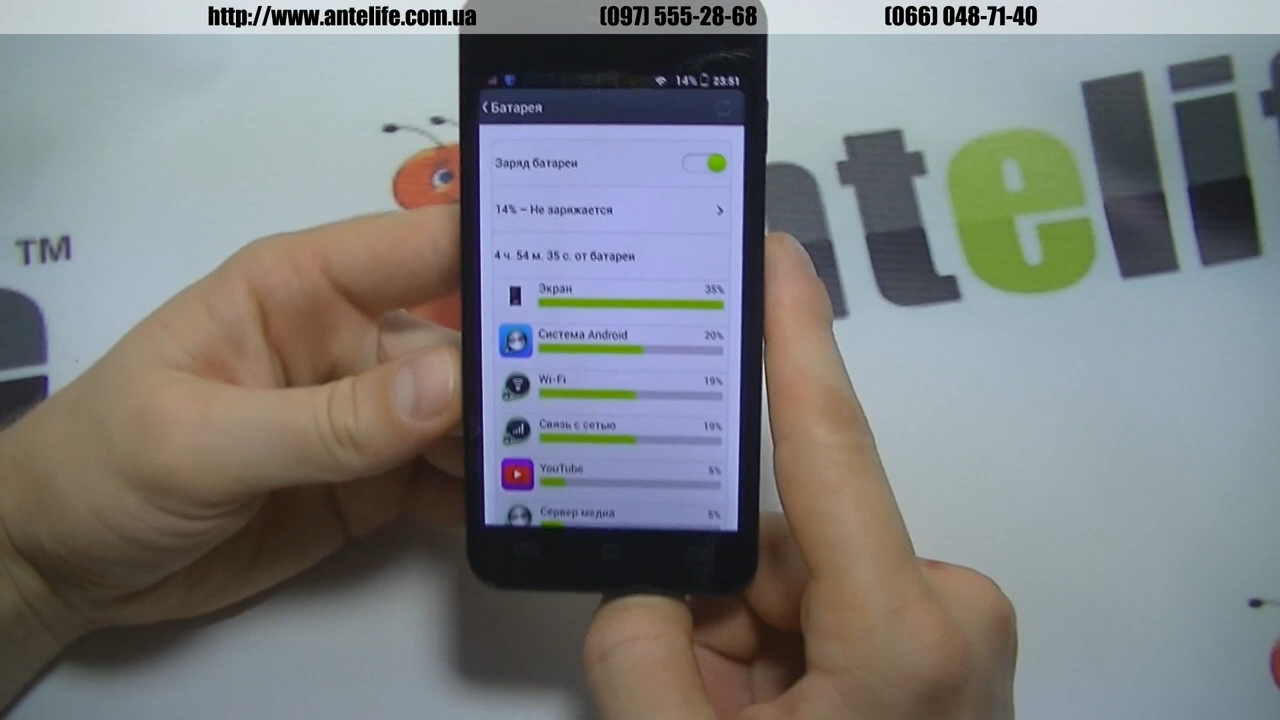 http://www.antelife.com.ua (097) 555-28-68 (066) 048-71-40
14% 23:51
Батарея
Заряд батареи
14% – Не заряжается
4 ч. 54 м. 35 с. от батареи
Экран 35%
Система Android 20%
Wi-Fi 19%
Связь с сетью 19%
YouTube 5%
Сервер медиа 5%
TM
nteli